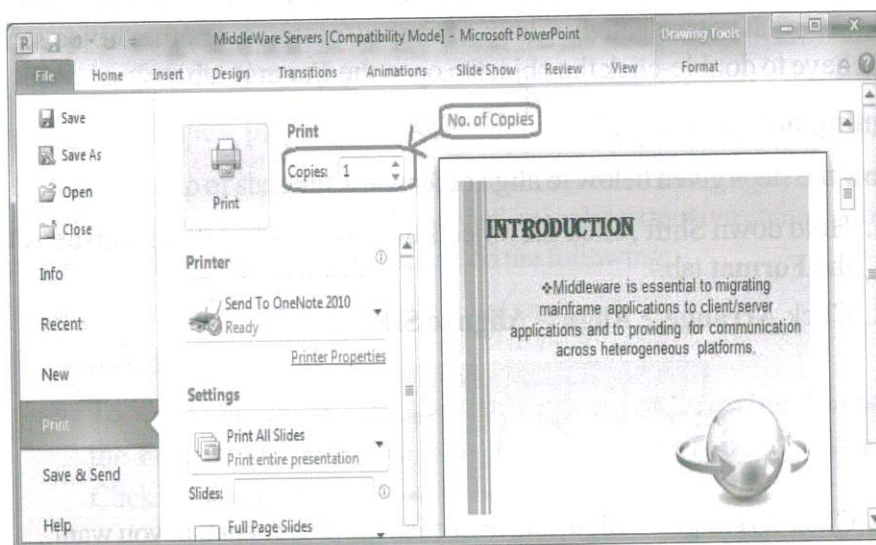 MiddleWare Servers [Compatibility Mode] - Microsoft PowerPoint
Drawing Tools
File Home Insert Design Transitions Animations Slide Show Review View Format
Save
Save As
Open
Close
Info
Recent
New
Print
Save & Send
Help
Print
Print
Copies: 1
No. of Copies
Printer
Send To OneNote 2010
Ready
Printer Properties
Settings
Print All Slides
Print entire presentation
Slides:
Full Page Slides
INTRODUCTION
❖Middleware is essential to migrating
mainframe applications to client/server
applications and to providing for communication
across heterogeneous platforms.